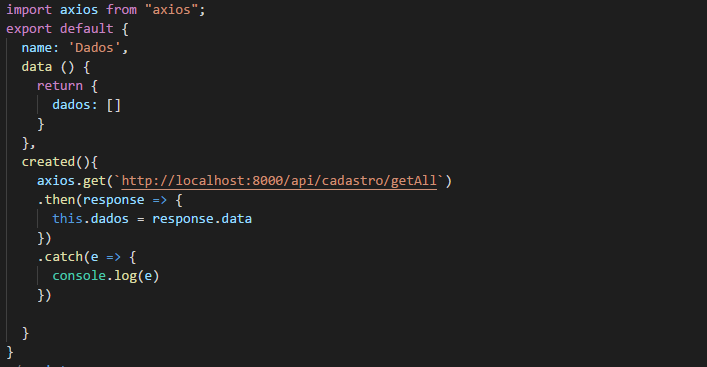 import axios from "axios";
export default {
name: 'Dados',
data () {
return {
dados: []
}
},
created(){
axios.get(`http://localhost:8000/api/cadastro/getAll`)
.then(response => {
this.dados = response.data
})
.catch(e => {
console.log(e)
})
}
}